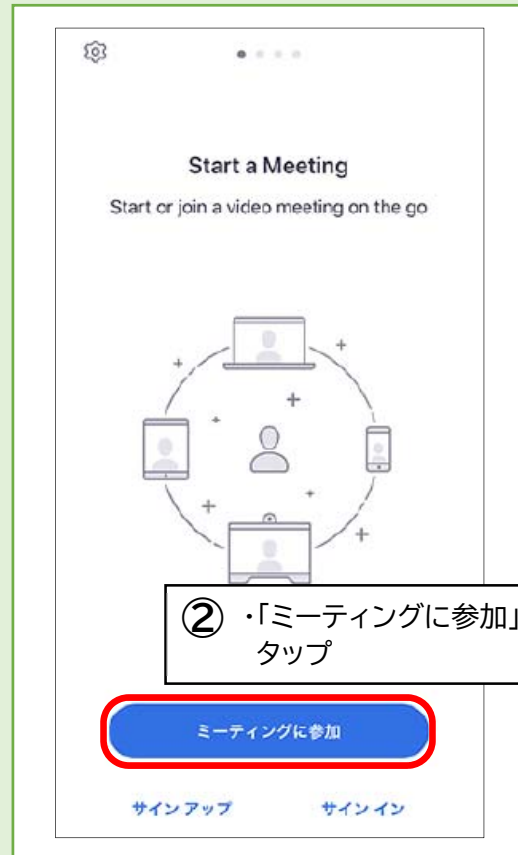 Start a Meeting
Start or join a video meeting on the go
② ・「ミーティングに参加」
タップ
ミーティングに参加
サインアップ サインイン